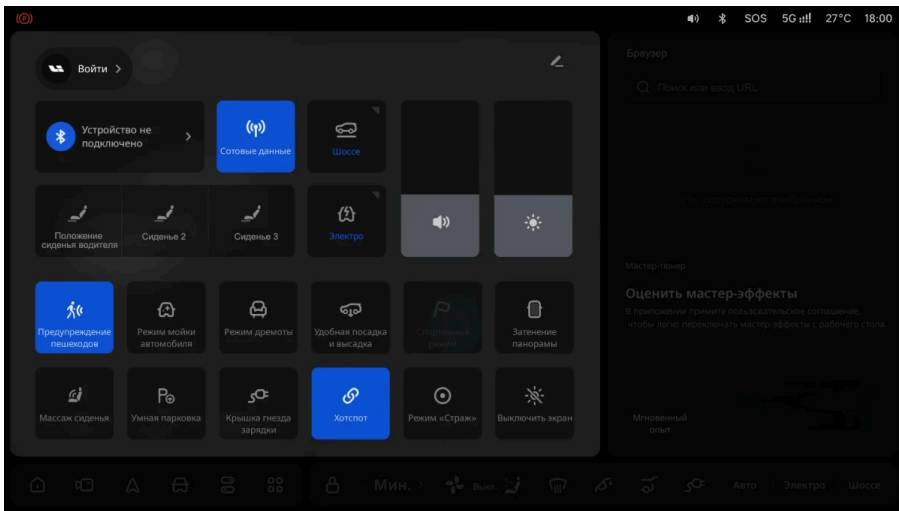 SOS 5G 27°C 18:00
Войти
Устройство не
подключено
Сотовые данные
Шоссе
Положение
сиденья водителя
Сиденье 2
Сиденье 3
Электро
Предупреждение
пешеходов
Режим мойки
автомобиля
Режим дремоты
Удобная посадка
и высадка
Спортивный
режим
Затенение
панорамы
Массаж сиденья
Умная парковка
Крышка гнезда
зарядки
Хотспот
Режим «Страж»
Выключить экран
Браузер
Поиск или ввод URL
Мастер-тюнер
Оценить мастер-эффекты
В приложении примите пользовательское соглашение,
чтобы легко переключать мастер-эффекты с рабочего стола.
Мгновенный
опыт
Мин.
Выкл.
Авто
Электро
Шоссе